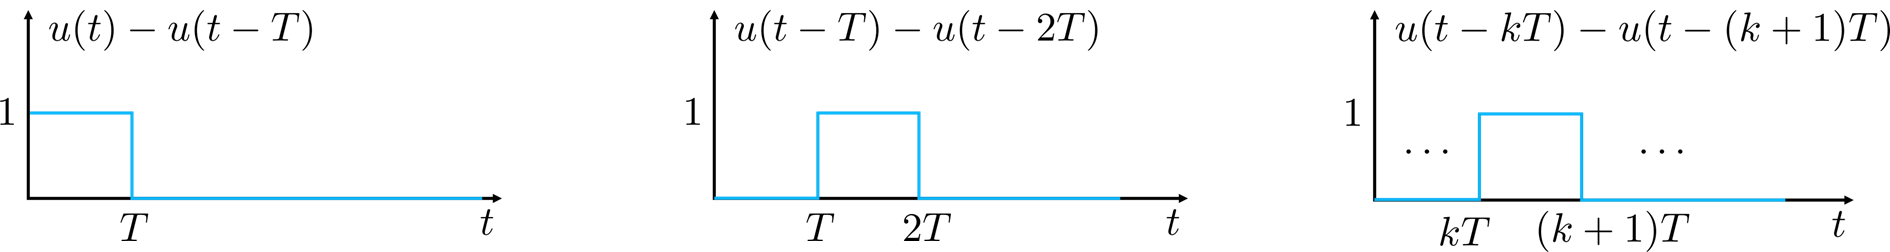 u(t) − u(t − T)
1
T
t
u(t − T) − u(t − 2T)
1
T
2T
t
u(t − kT) − u(t − (k + 1)T)
1
···
···
kT
(k + 1)T
t